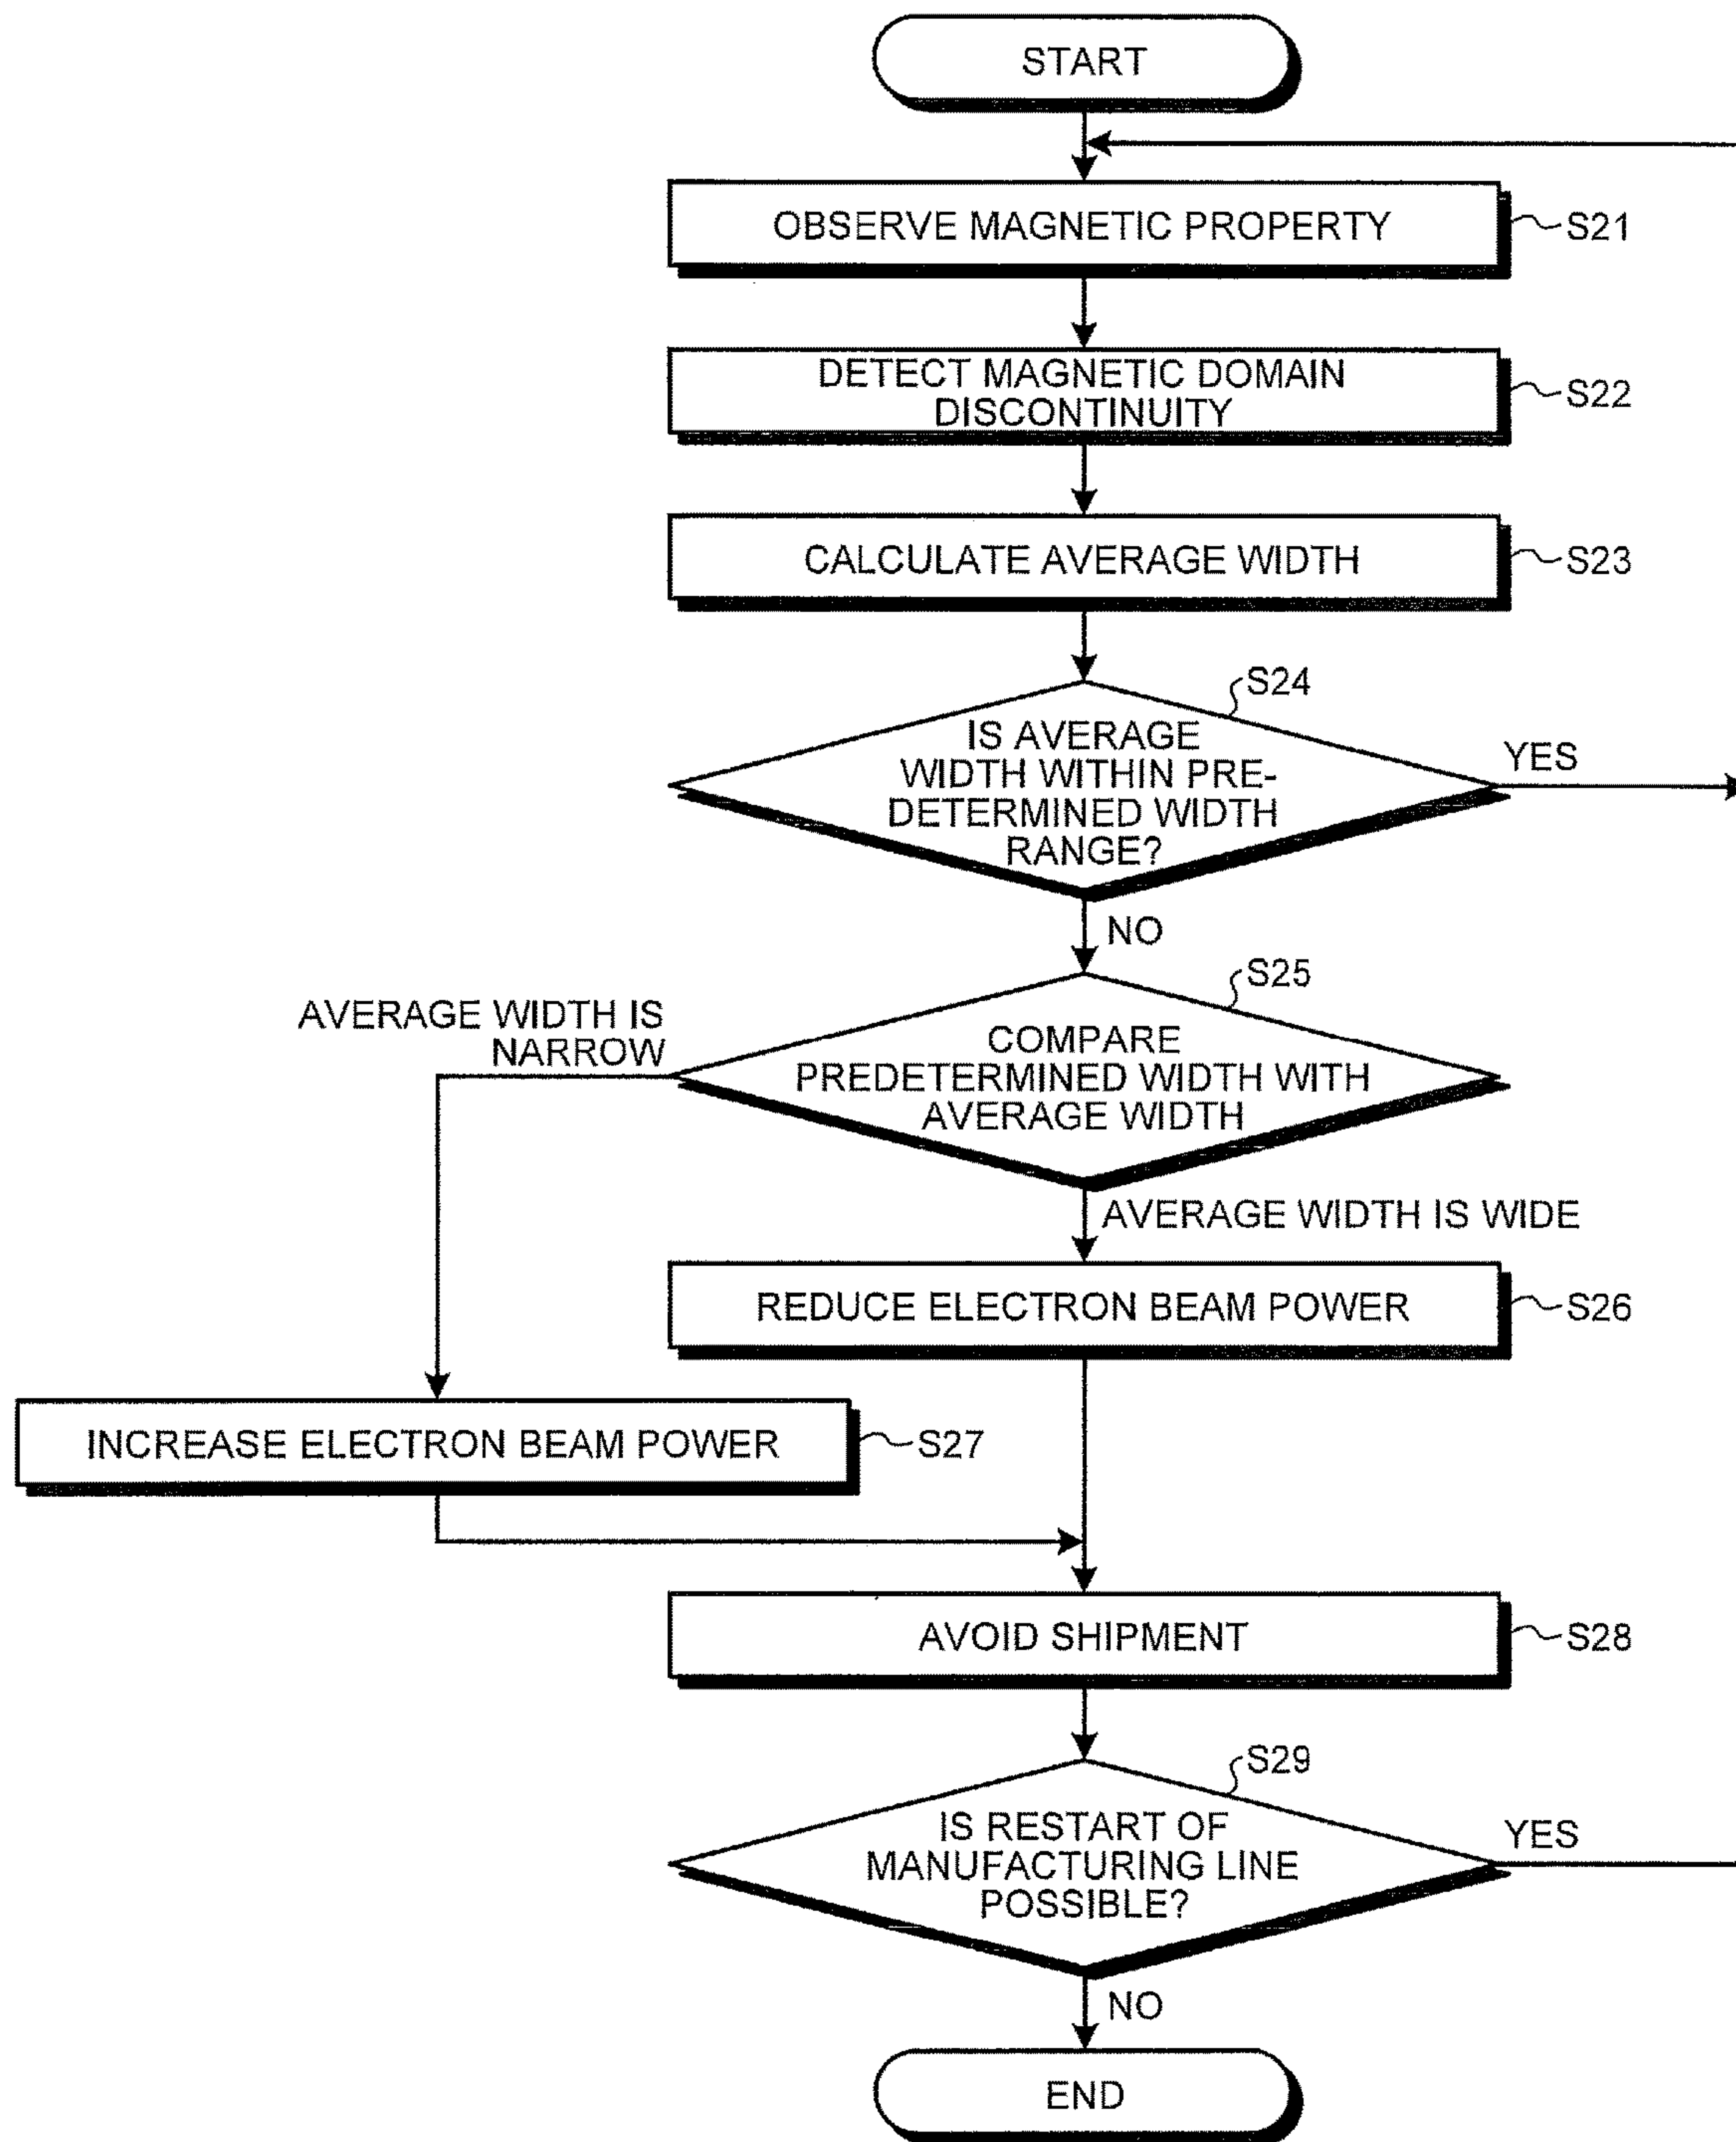 START
OBSERVE MAGNETIC PROPERTY
S21
DETECT MAGNETIC DOMAIN
DISCONTINUITY
S22
CALCULATE AVERAGE WIDTH
S23
S24
IS AVERAGE
WIDTH WITHIN PRE-
DETERMINED WIDTH
RANGE?
YES
NO
S25
AVERAGE WIDTH IS
NARROW
COMPARE
PREDETERMINED WIDTH WITH
AVERAGE WIDTH
AVERAGE WIDTH IS WIDE
REDUCE ELECTRON BEAM POWER
S26
INCREASE ELECTRON BEAM POWER
S27
AVOID SHIPMENT
S28
S29
IS RESTART OF
MANUFACTURING LINE
POSSIBLE?
YES
NO
END